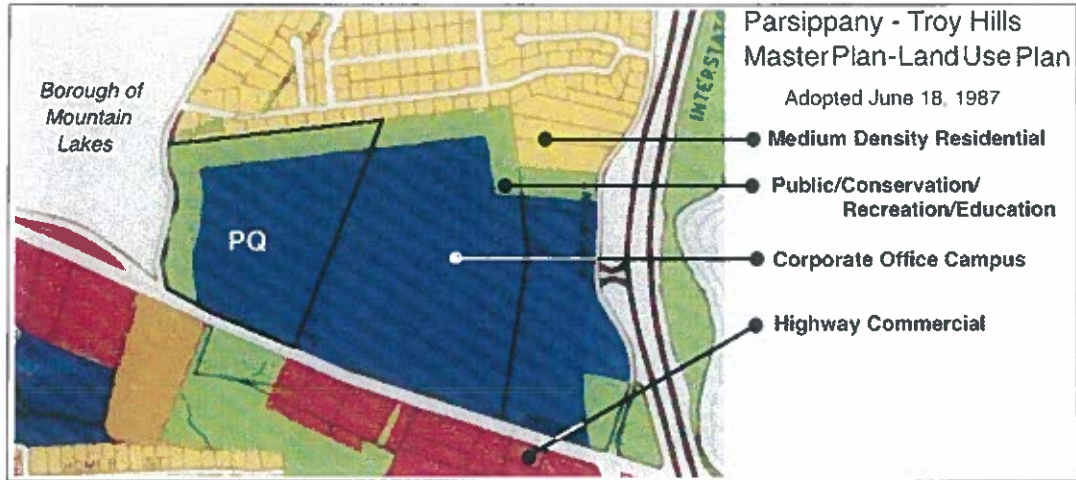 Parsippany - Troy Hills
Master Plan-Land Use Plan
Adopted June 18, 1987
Borough of
Mountain
Lakes
INTERSTAT
Medium Density Residential
Public/Conservation/
Recreation/Education
PQ
Corporate Office Campus
Highway Commercial